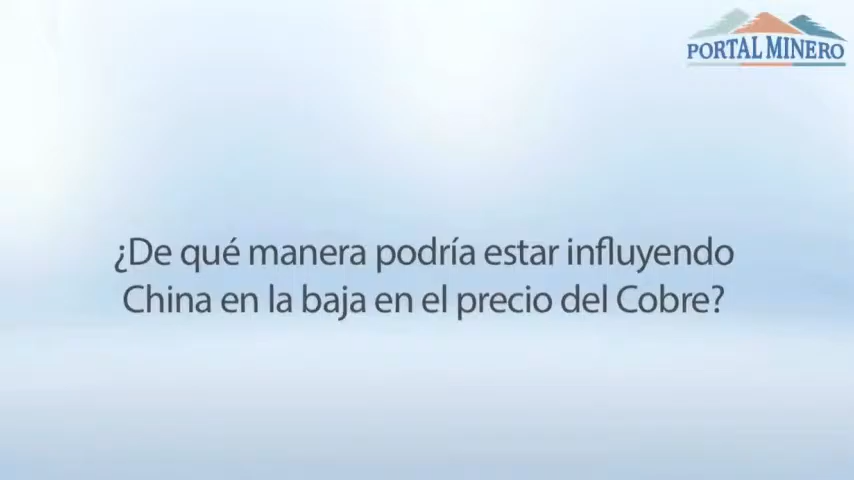 PORTAL MINERO
¿De qué manera podría estar influyendo
China en la baja en el precio del Cobre?